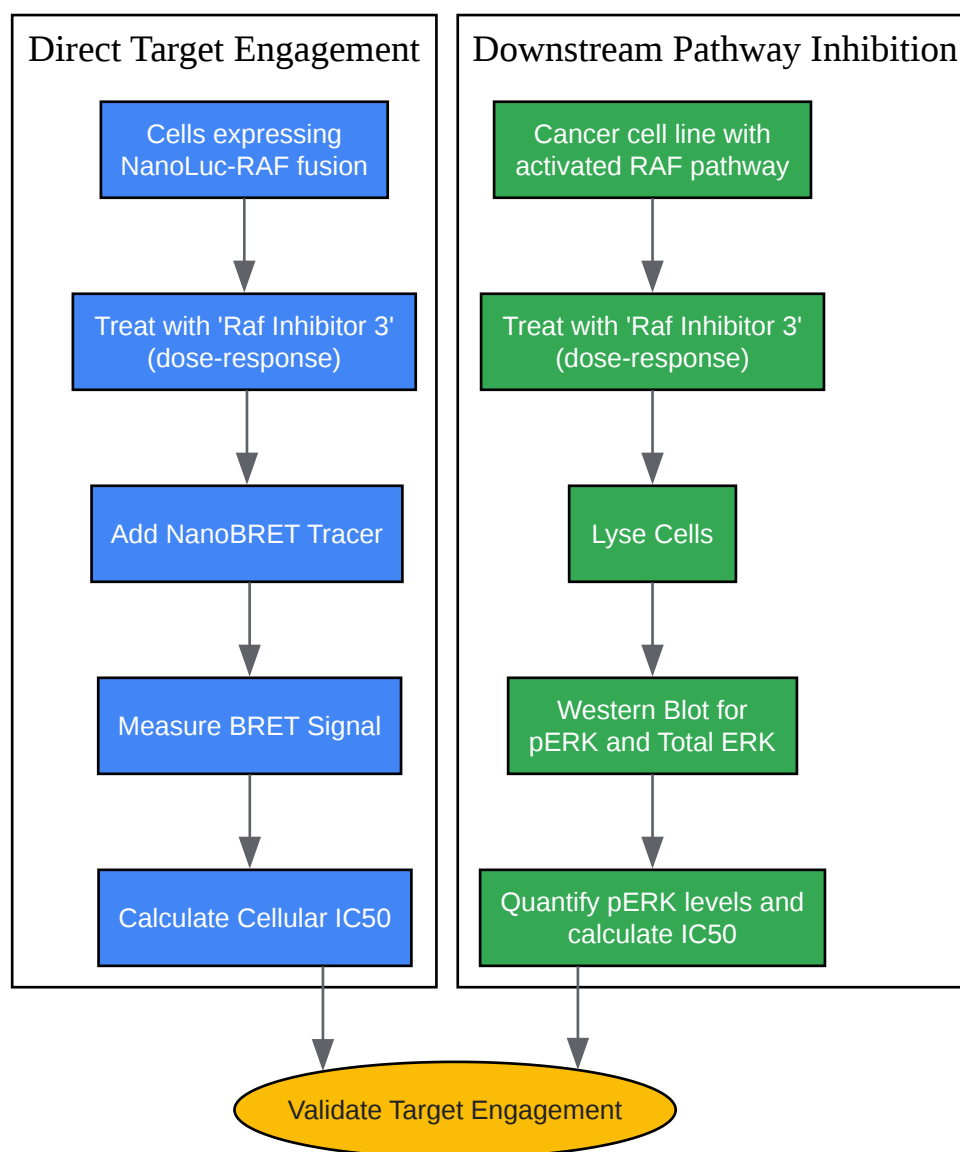 Direct Target Engagement
Cells expressing
NanoLuc-RAF fusion
Treat with 'Raf Inhibitor 3'
(dose-response)
Add NanoBRET Tracer
Measure BRET Signal
Calculate Cellular IC50
Downstream Pathway Inhibition
Cancer cell line with
activated RAF pathway
Treat with 'Raf Inhibitor 3'
(dose-response)
Lyse Cells
Western Blot for
pERK and Total ERK
Quantify pERK levels and
calculate IC50
Validate Target Engagement